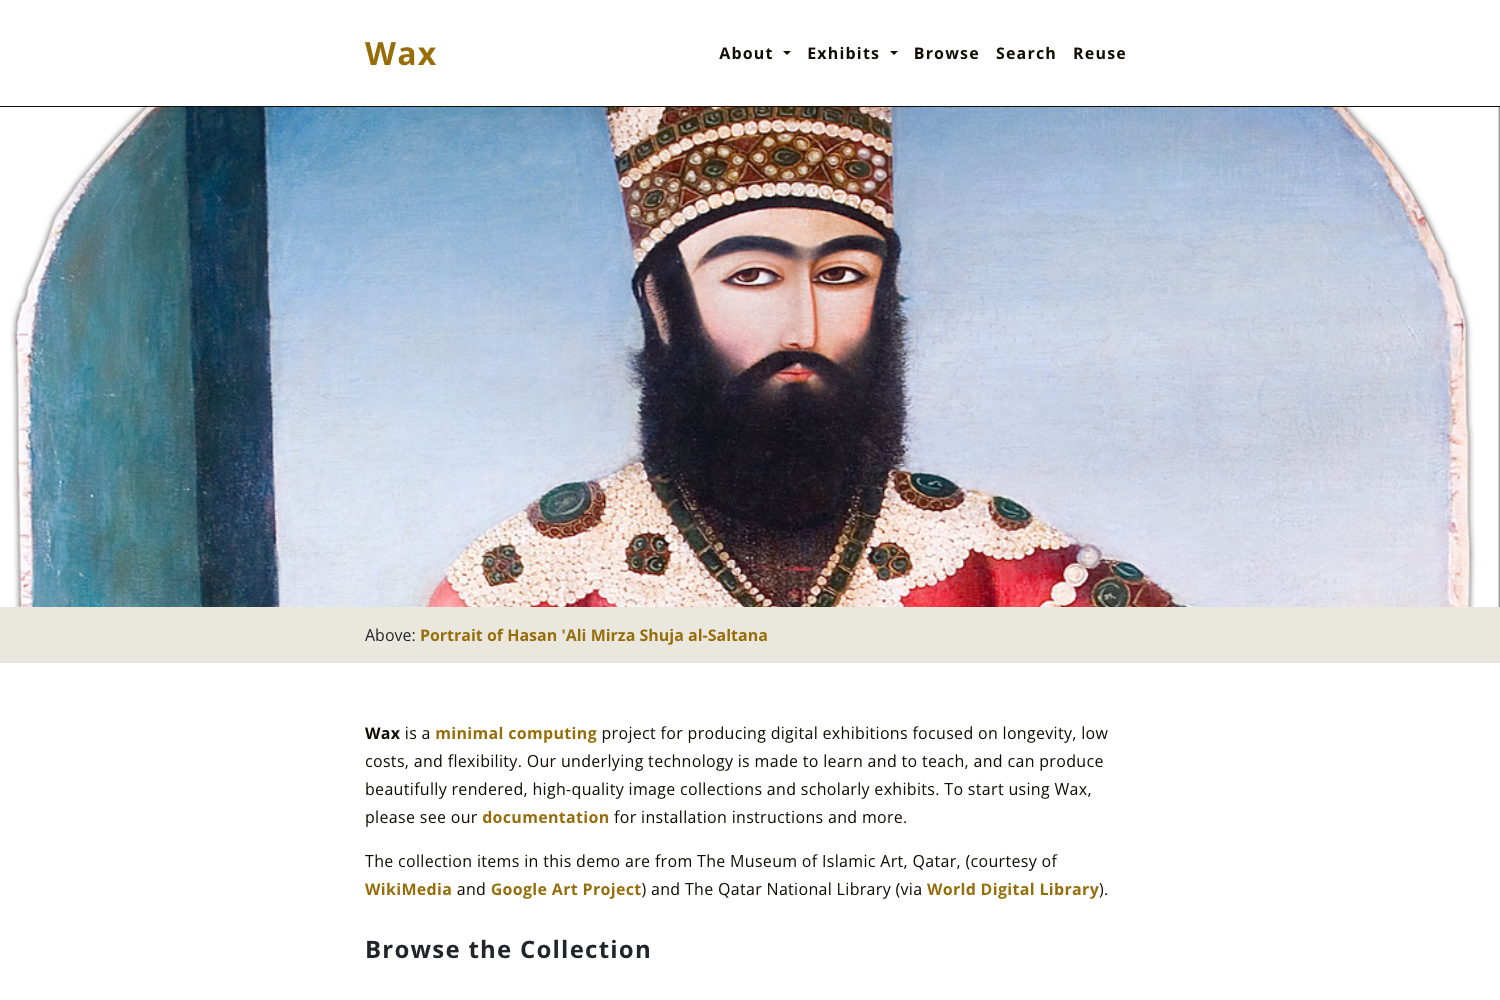 Wax
About Exhibits Browse Search Reuse
Above: Portrait of Hasan 'Ali Mirza Shuja al-Saltana
Wax is a minimal computing project for producing digital exhibitions focused on longevity, low
costs, and flexibility. Our underlying technology is made to learn and to teach, and can produce
beautifully rendered, high-quality image collections and scholarly exhibits. To start using Wax,
please see our documentation for installation instructions and more.
The collection items in this demo are from The Museum of Islamic Art, Qatar, (courtesy of
WikiMedia and Google Art Project) and The Qatar National Library (via World Digital Library).
Browse the Collection